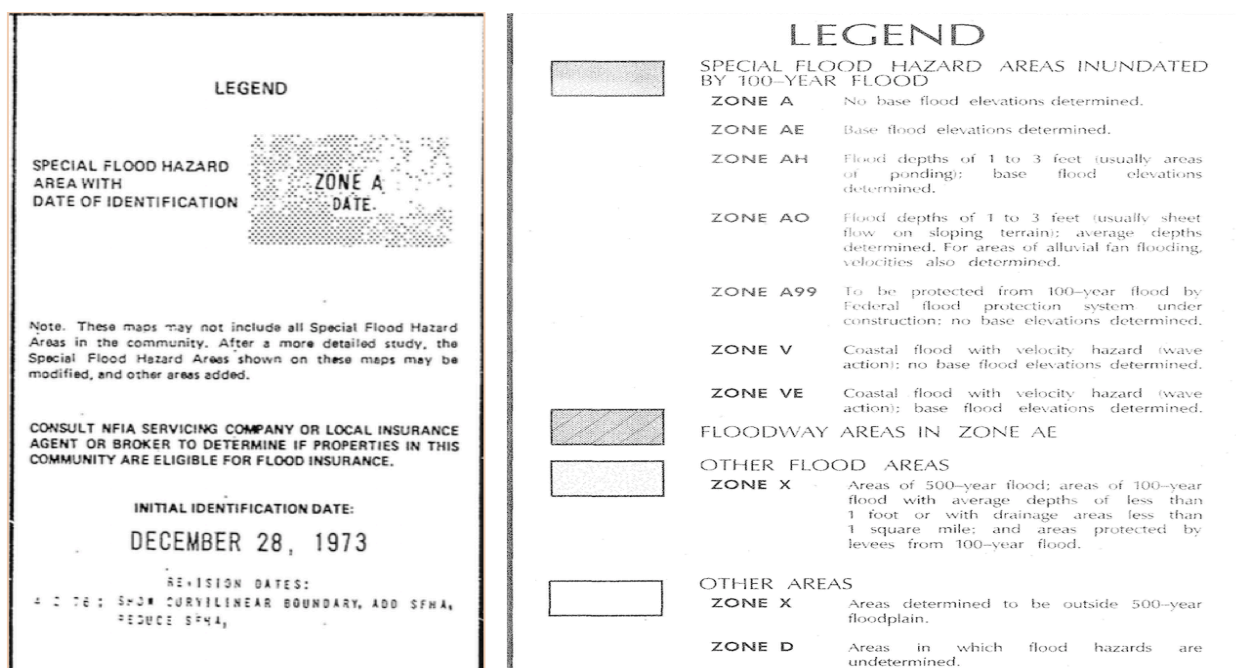 LEGEND
SPECIAL FLOOD HAZARD
AREA WITH
DATE OF IDENTIFICATION
ZONE A
DATE
Note. These maps may not include all Special Flood Hazard
Areas in the community. After a more detailed study, the
Special Flood Hazard Areas shown on these maps may be
modified, and other areas added.
CONSULT NFIA SERVICING COMPANY OR LOCAL INSURANCE
AGENT OR BROKER TO DETERMINE IF PROPERTIES IN THIS
COMMUNITY ARE ELIGIBLE FOR FLOOD INSURANCE.
INITIAL IDENTIFICATION DATE:
DECEMBER 28, 1973
REVISION DATES:
SHOW CURVILINEAR BOUNDARY, ADD SFHA,
REDUCE SFHA,
LEGEND
SPECIAL FLOOD HAZARD AREAS INUNDATED
BY 100-YEAR FLOOD
ZONE A No base flood elevations determined.
ZONE AE Base flood elevations determined.
ZONE AH Flood depths of 1 to 3 feet (usually areas
of ponding); base flood elevations
determined.
ZONE AO Flood depths of 1 to 3 feet (usually sheet
flow on sloping terrain); average depths
determined. For areas of alluvial fan flooding,
velocities also determined.
ZONE A99 To be protected from 100-year flood by
Federal flood protection system under
construction; no base elevations determined.
ZONE V Coastal flood with velocity hazard (wave
action); no base flood elevations determined.
ZONE VE Coastal flood with velocity hazard (wave
action); base flood elevations determined.
FLOODWAY AREAS IN ZONE AE
OTHER FLOOD AREAS
ZONE X Areas of 500-year flood; areas of 100-year
flood with average depths of less than
1 foot or with drainage areas less than
1 square mile; and areas protected by
levees from 100-year flood.
OTHER AREAS
ZONE X Areas determined to be outside 500-year
floodplain.
ZONE D Areas in which flood hazards are
undetermined.